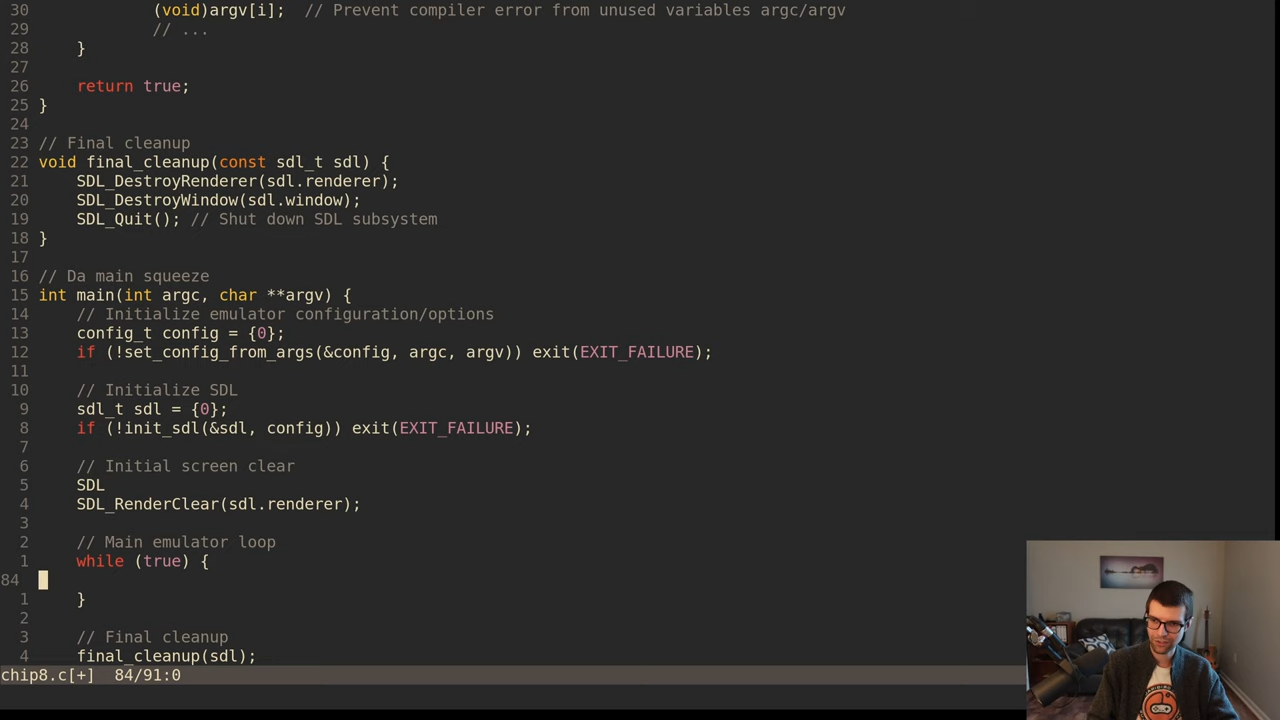 30             (void)argv[i];  // Prevent compiler error from unused variables argc/argv
29             // ...
28     }
27
26     return true;
25 }
24
23 // Final cleanup
22 void final_cleanup(const sdl_t sdl) {
21     SDL_DestroyRenderer(sdl.renderer);
20     SDL_DestroyWindow(sdl.window);
19     SDL_Quit(); // Shut down SDL subsystem
18 }
17
16 // Da main squeeze
15 int main(int argc, char **argv) {
14     // Initialize emulator configuration/options
13     config_t config = {0};
12     if (!set_config_from_args(&config, argc, argv)) exit(EXIT_FAILURE);
11
10     // Initialize SDL
9     sdl_t sdl = {0};
8     if (!init_sdl(&sdl, config)) exit(EXIT_FAILURE);
7
6     // Initial screen clear
5     SDL
4     SDL_RenderClear(sdl.renderer);
3
2     // Main emulator loop
1     while (true) {
84
1     }
2
3     // Final cleanup
4     final_cleanup(sdl);
chip8.c[+]  84/91:0